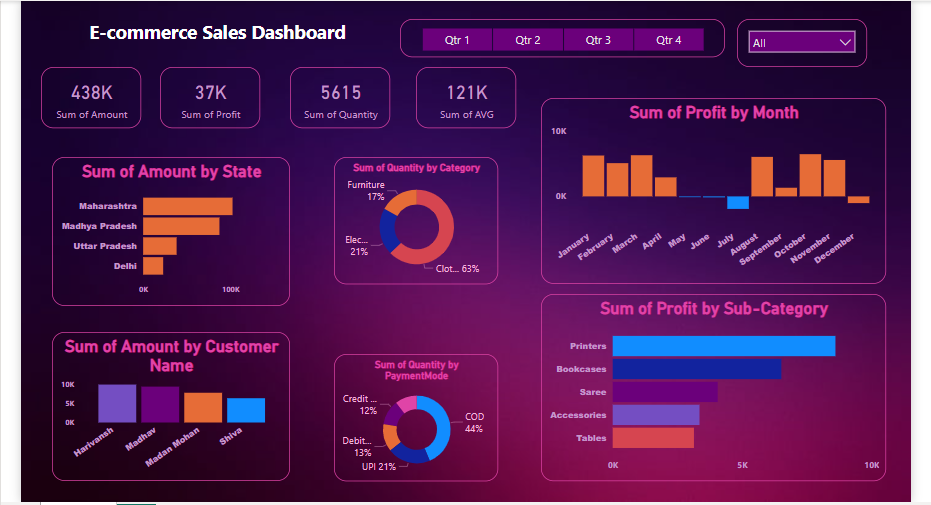 E-commerce Sales Dashboard
Qtr 1
Qtr 2
Qtr 3
Qtr 4
All
438K
Sum of Amount
37K
Sum of Profit
5615
Sum of Quantity
121K
Sum of AVG
Sum of Profit by Month
10K
0K
January
February
March
April
May
June
July
August
September
October
November
December
Sum of Amount by State
Maharashtra
Madhya Pradesh
Uttar Pradesh
Delhi
0K
100K
Sum of Quantity by Category
Furniture
17%
Elec...
21%
Clot... 63%
Sum of Profit by Sub-Category
Printers
Bookcases
Saree
Accessories
Tables
0K
5K
10K
Sum of Amount by Customer
Name
10K
5K
0K
Harivansh
Madhav
Madan Mohan
Shiva
Sum of Quantity by
PaymentMode
Credit ...
12%
COD
44%
Debit...
13%
UPI 21%